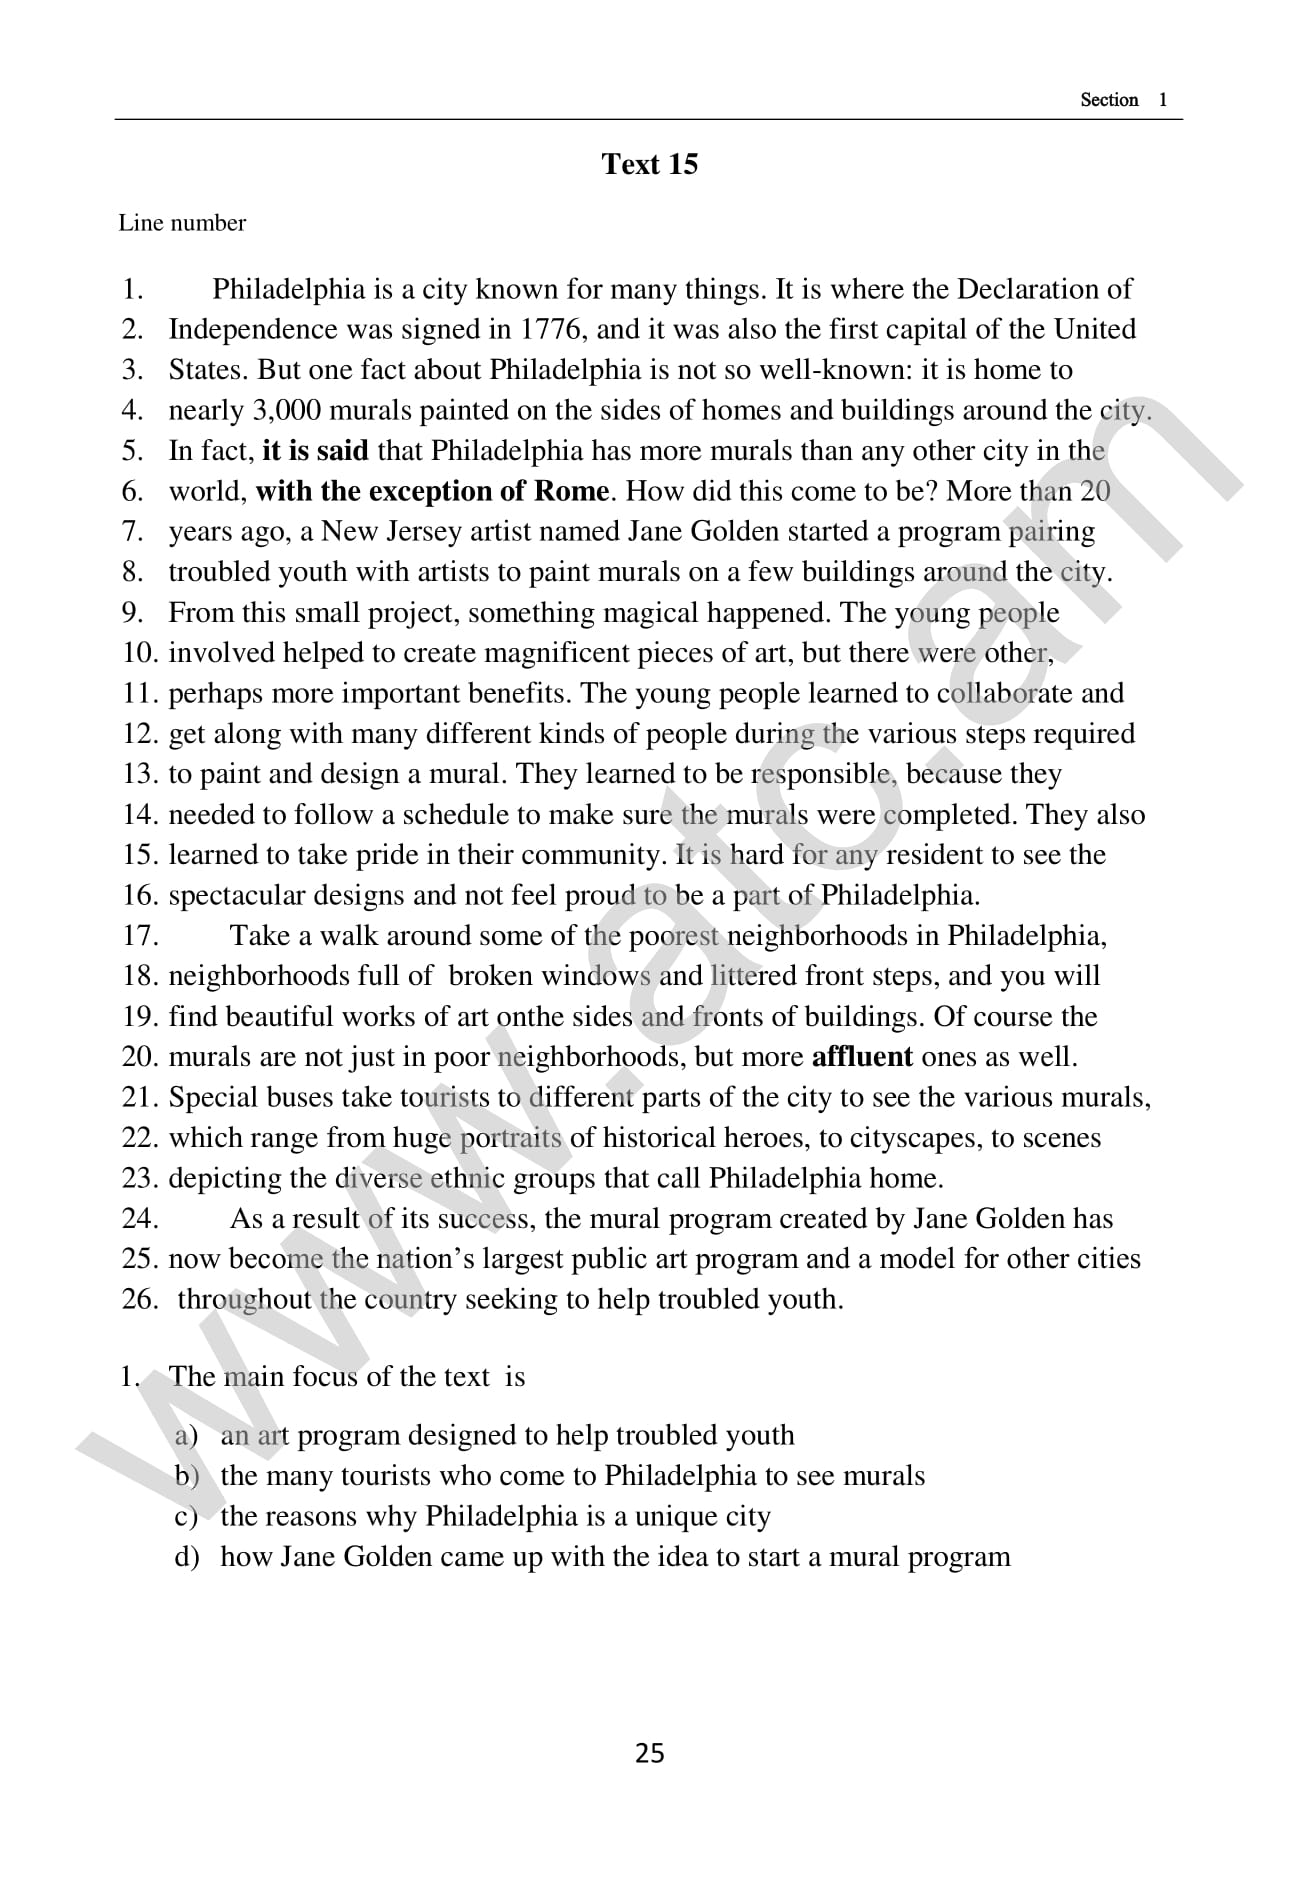 Section 1
Text 15
Line number
1. Philadelphia is a city known for many things. It is where the Declaration of
2. Independence was signed in 1776, and it was also the first capital of the United
3. States. But one fact about Philadelphia is not so well-known: it is home to
4. nearly 3,000 murals painted on the sides of homes and buildings around the city.
5. In fact, it is said that Philadelphia has more murals than any other city in the
6. world, with the exception of Rome. How did this come to be? More than 20
7. years ago, a New Jersey artist named Jane Golden started a program pairing
8. troubled youth with artists to paint murals on a few buildings around the city.
9. From this small project, something magical happened. The young people
10. involved helped to create magnificent pieces of art, but there were other,
11. perhaps more important benefits. The young people learned to collaborate and
12. get along with many different kinds of people during the various steps required
13. to paint and design a mural. They learned to be responsible, because they
14. needed to follow a schedule to make sure the murals were completed. They also
15. learned to take pride in their community. It is hard for any resident to see the
16. spectacular designs and not feel proud to be a part of Philadelphia.
17. Take a walk around some of the poorest neighborhoods in Philadelphia,
18. neighborhoods full of broken windows and littered front steps, and you will
19. find beautiful works of art onthe sides and fronts of buildings. Of course the
20. murals are not just in poor neighborhoods, but more affluent ones as well.
21. Special buses take tourists to different parts of the city to see the various murals,
22. which range from huge portraits of historical heroes, to cityscapes, to scenes
23. depicting the diverse ethnic groups that call Philadelphia home.
24. As a result of its success, the mural program created by Jane Golden has
25. now become the nation's largest public art program and a model for other cities
26. throughout the country seeking to help troubled youth.
1. The main focus of the text is
a) an art program designed to help troubled youth
b) the many tourists who come to Philadelphia to see murals
c) the reasons why Philadelphia is a unique city
d) how Jane Golden came up with the idea to start a mural program
25
www.atc.am